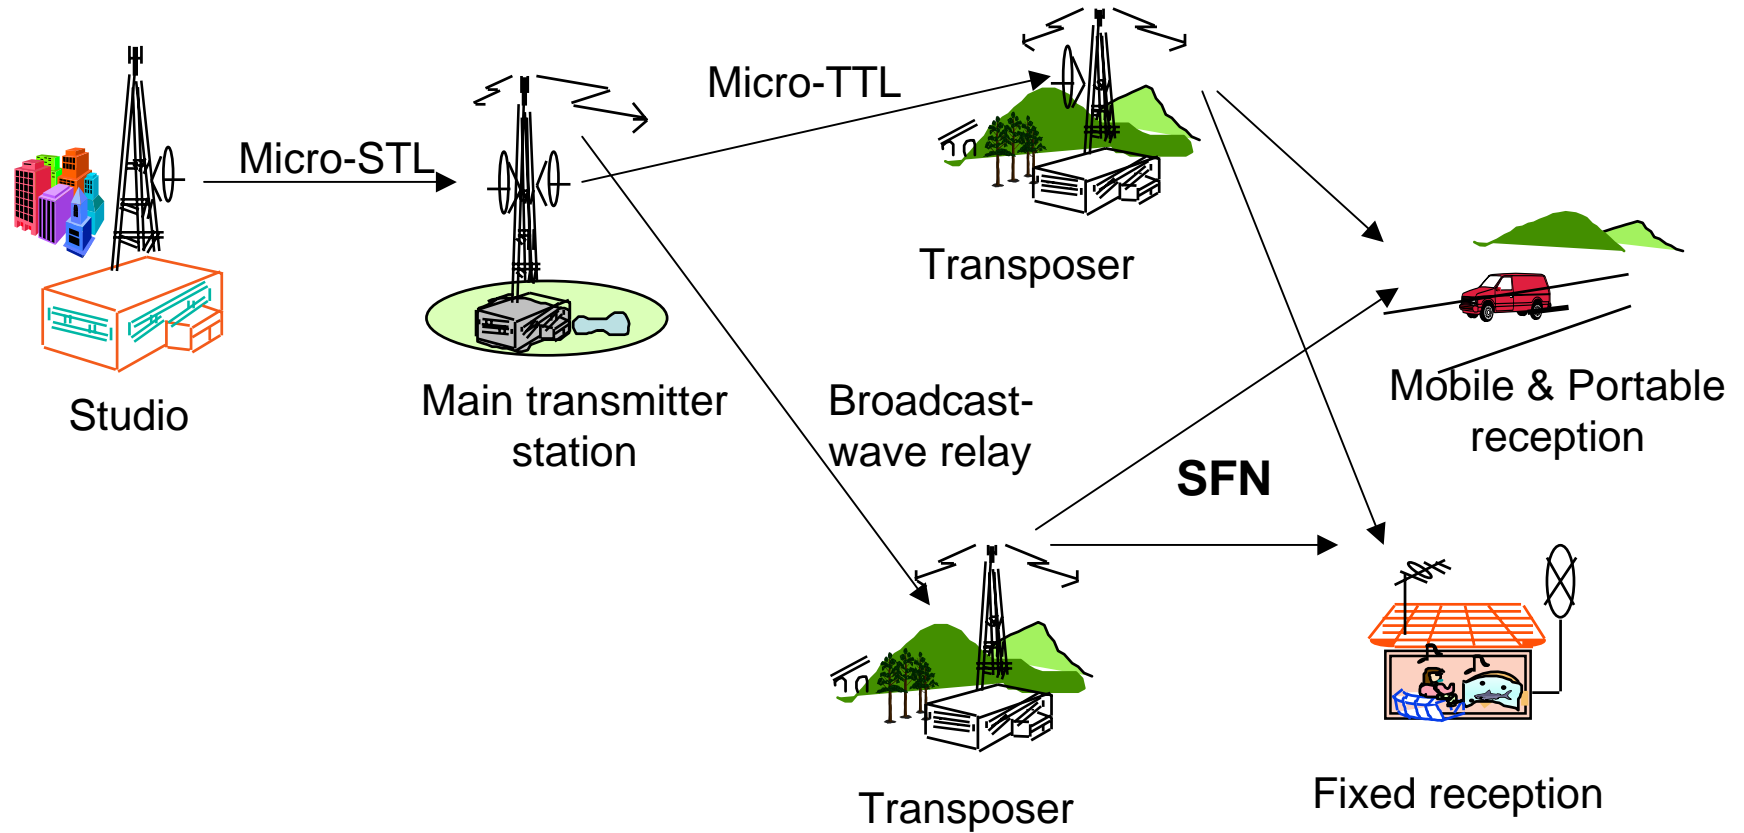 Micro-TTL
Micro-STL
Transposer
Studio
Main transmitter
station
Broadcast-
wave relay
Mobile & Portable
reception
SFN
Transposer
Fixed reception